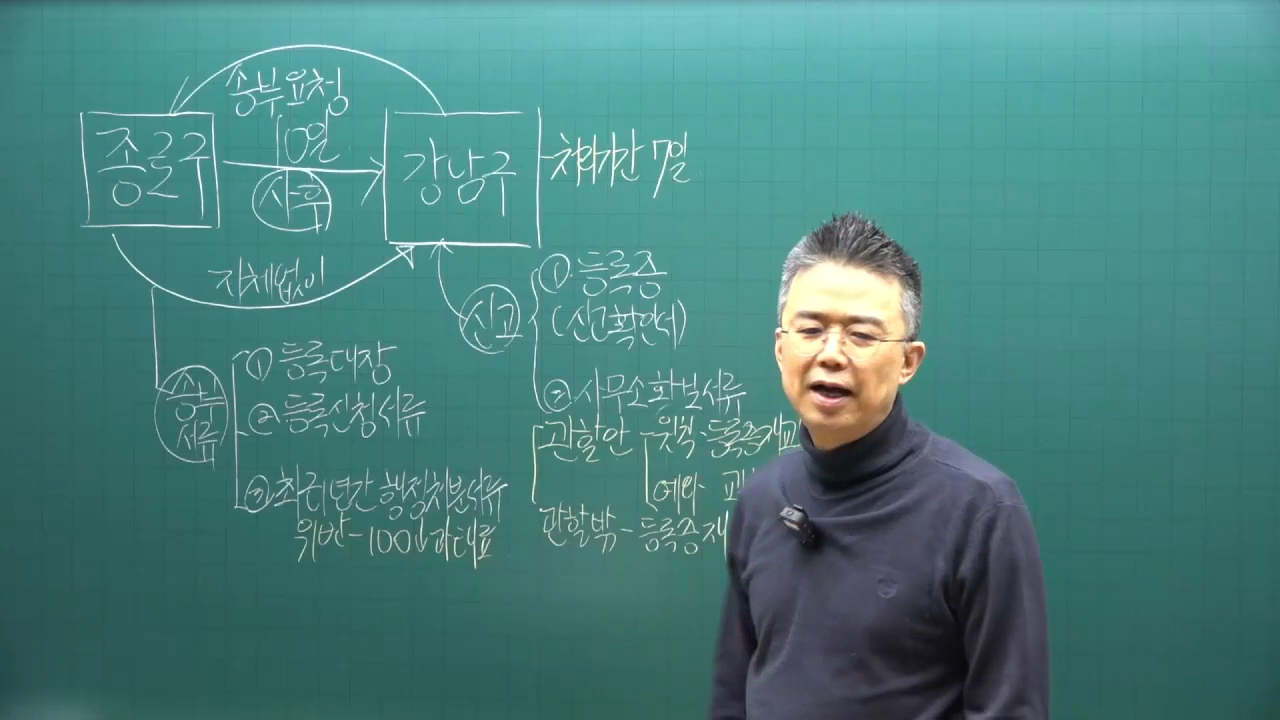 송부요청
종로구
10일
사후
강남구
처리기간 7일
지체없이
신고
① 등록증
(신고확인서)
② 사무소확보서류
송부
서류
① 등록대장
② 등록신청서류
③ 최근1년간 행정처분서류
위반-100만 과태료
관할안
원칙-등록증재교
예외
관할밖-등록증재